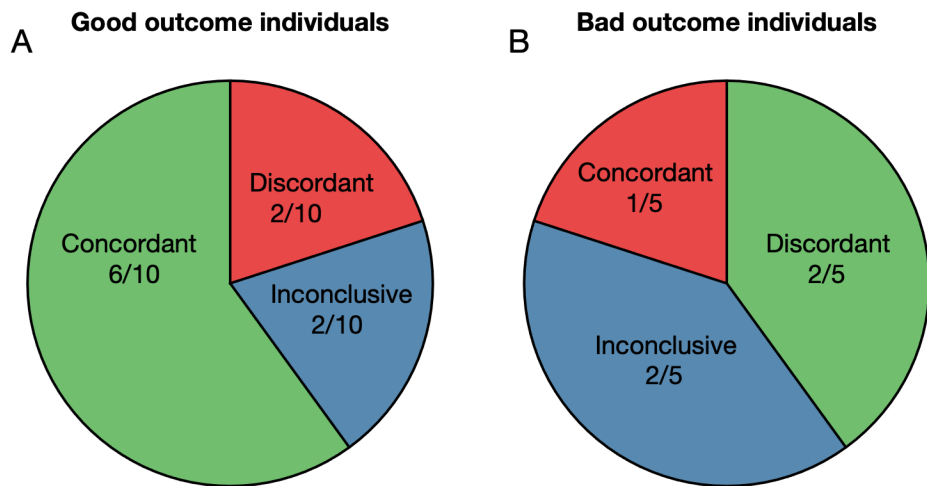 Good outcome individuals
A
Discordant
2/10
Concordant
6/10
Inconclusive
2/10
Bad outcome individuals
B
Concordant
1/5
Discordant
2/5
Inconclusive
2/5